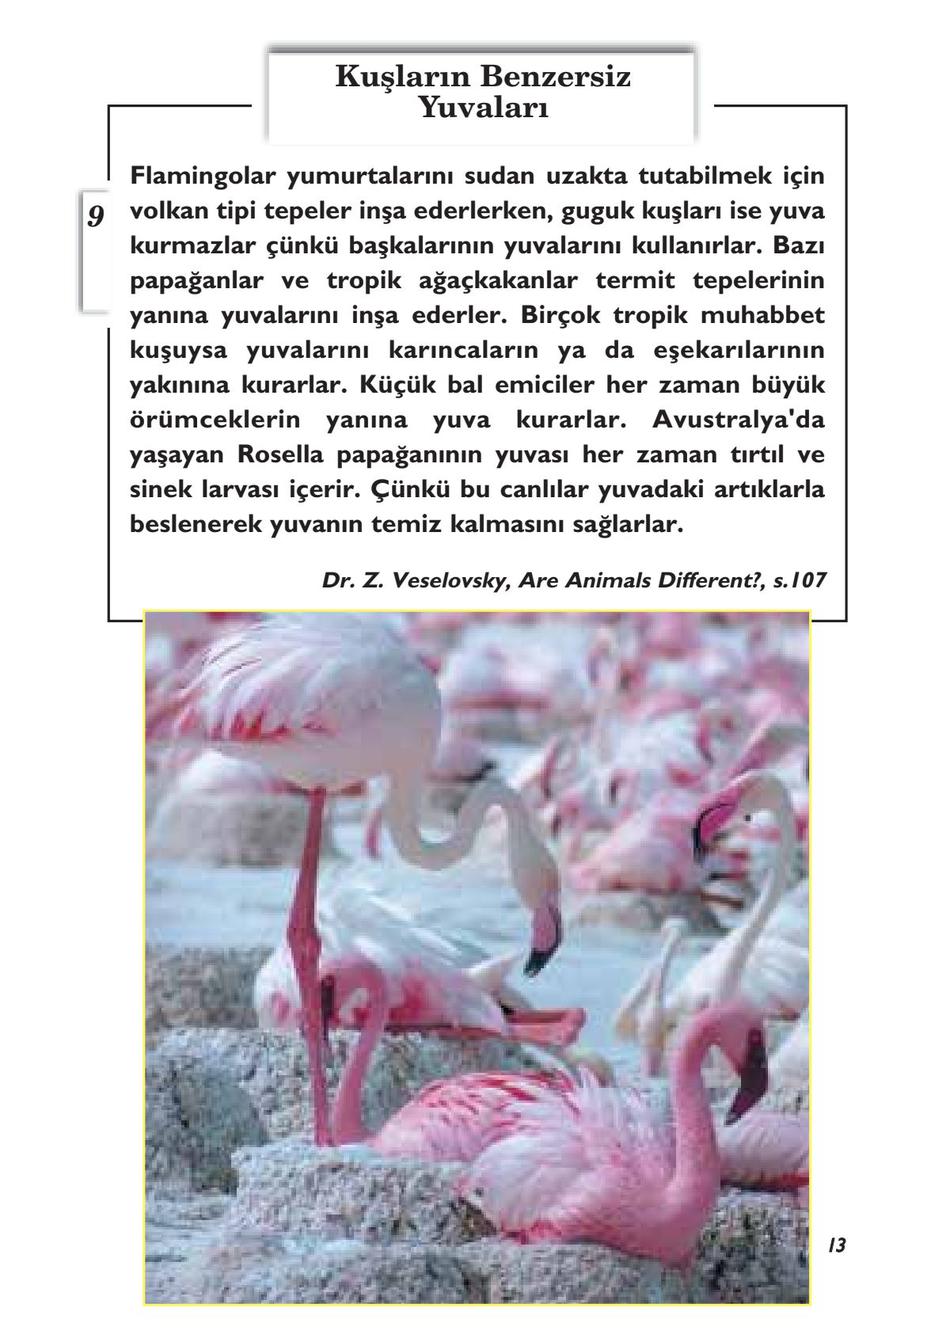 Kuşların Benzersiz
Yuvaları
9
Flamingolar yumurtalarını sudan uzakta tutabilmek için
volkan tipi tepeler inşa ederlerken, guguk kuşları ise yuva
kurmazlar çünkü başkalarının yuvalarını kullanırlar. Bazı
papağanlar ve tropik ağaçkakanlar termit tepelerinin
yanına yuvalarını inşa ederler. Birçok tropik muhabbet
kuşuysa yuvalarını karıncaların ya da eşekarılarının
yakınına kurarlar. Küçük bal emiciler her zaman büyük
örümceklerin yanına yuva kurarlar. Avustralya'da
yaşayan Rosella papağanının yuvası her zaman tırtıl ve
sinek larvası içerir. Çünkü bu canlılar yuvadaki artıklarla
beslenerek yuvanın temiz kalmasını sağlarlar.
Dr. Z. Veselovsky, Are Animals Different?, s.107
13